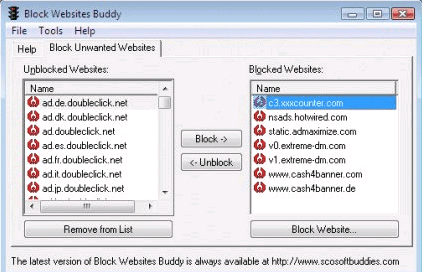 Block Websites Buddy
File Tools Help
Help Block Unwanted Websites
Unblocked Websites:
Name
ad.de.doubleclick.net
ad.dk.doubleclick.net
ad.doubleclick.net
ad.es.doubleclick.net
ad.fr.doubleclick.net
ad.it.doubleclick.net
ad.jp.doubleclick.net
Remove from List
Block ->
<- Unblock
Blocked Websites:
Name
c3.xxxcounter.com
nsads.hotwired.com
static.admaximize.com
v0.extreme-dm.com
v1.extreme-dm.com
www.cash4banner.com
www.cash4banner.de
Block Website...
The latest version of Block Websites Buddy is always available at http://www.scosoftbuddies.com